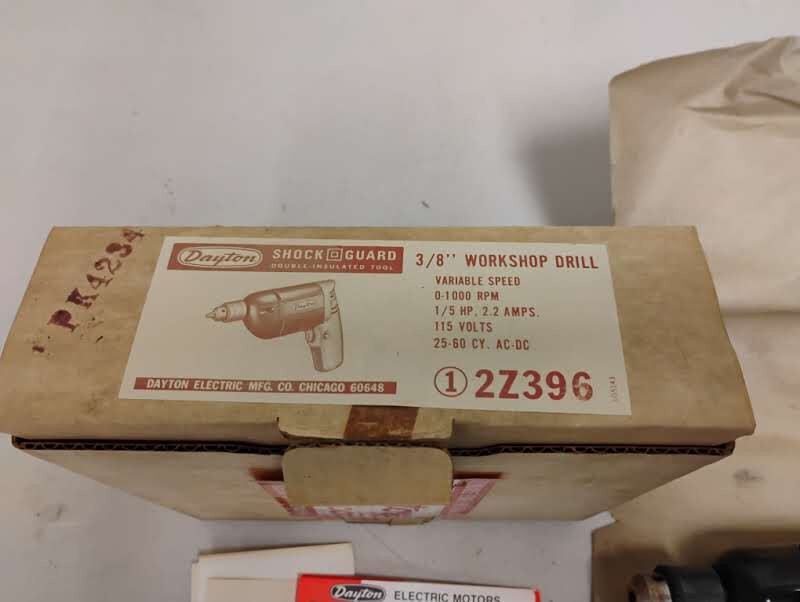 PK4234
Dayton SHOCK GUARD
DOUBLE-INSULATED TOOL
3/8'' WORKSHOP DRILL
VARIABLE SPEED
0-1000 RPM
1/5 HP, 2.2 AMPS.
115 VOLTS
25-60 CY. AC-DC
Dayton
DAYTON ELECTRIC MFG. CO. CHICAGO 60648
1 2Z396
Dayton ELECTRIC MOTORS